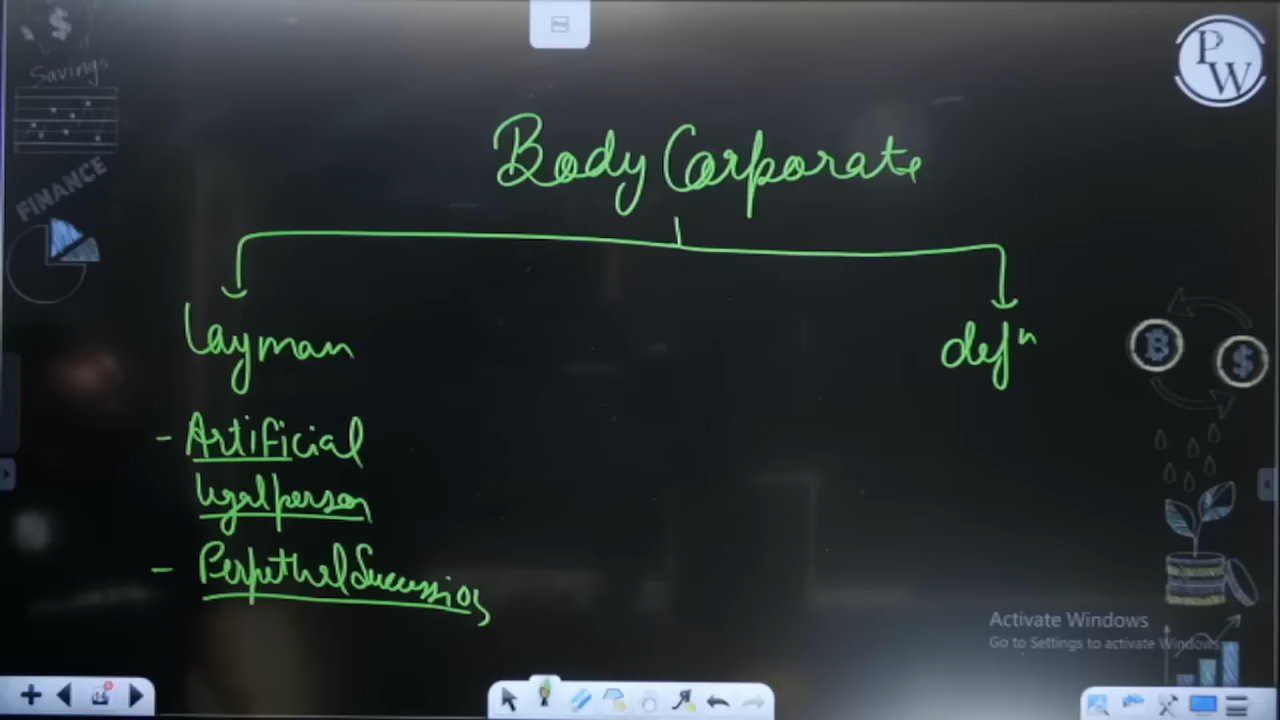 $
Savings
FINANCE
PW
Body Corporate
Layman
defn
- Artificial
legal person
- Perpethal Succession
B
$
Activate Windows
Go to Settings to activate Windows.